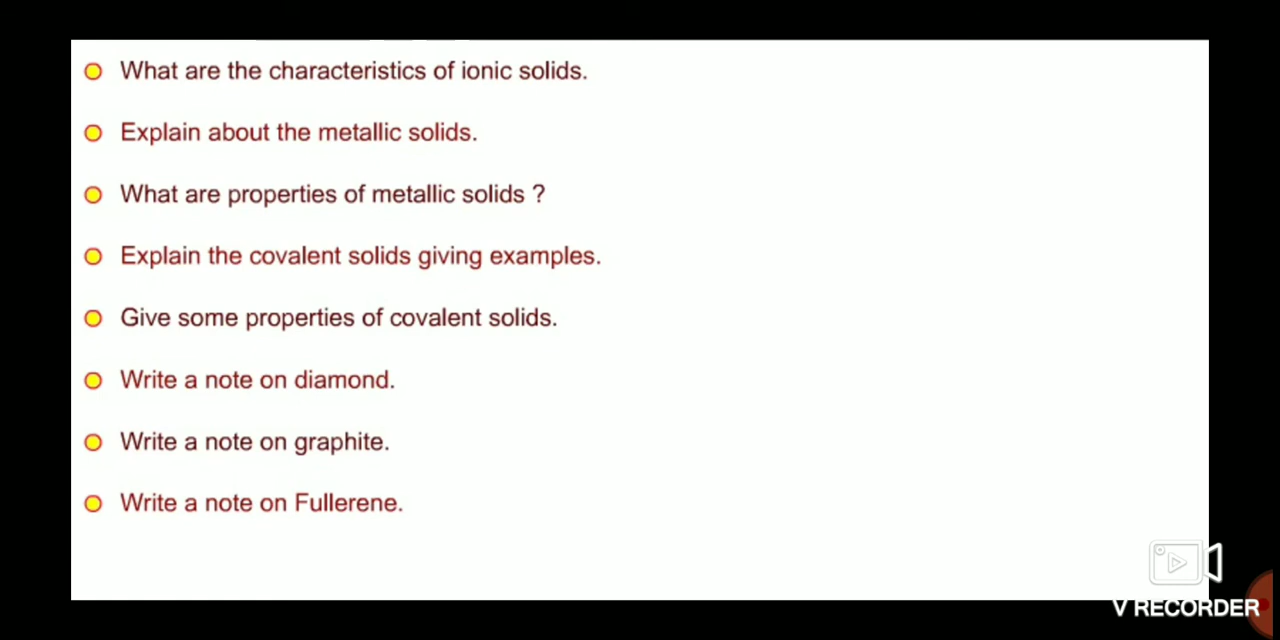 What are the characteristics of ionic solids.
Explain about the metallic solids.
What are properties of metallic solids ?
Explain the covalent solids giving examples.
Give some properties of covalent solids.
Write a note on diamond.
Write a note on graphite.
Write a note on Fullerene.
V RECORDER